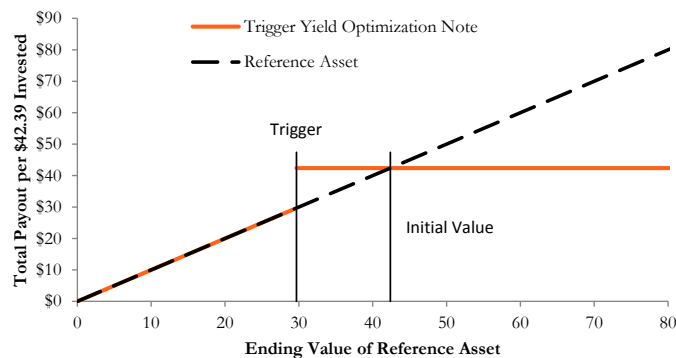 $90
$80
$70
$60
$50
$40
$30
$20
$10
$0
Total Payout per $42.39 Invested
Trigger Yield Optimization Note
Reference Asset
Trigger
Initial Value
0 10 20 30 40 50 60 70 80
Ending Value of Reference Asset